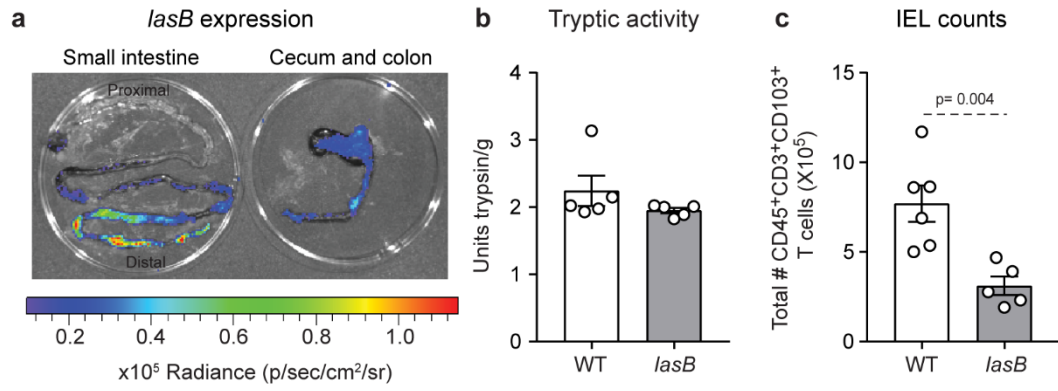 a
lasB expression
Small intestine
Cecum and colon
Proximal
Distal
0.2 0.4 0.6 0.8 1.0
x10⁵ Radiance (p/sec/cm²/sr)
b
Tryptic activity
Units trypsin/g
4
3
2
1
0
WT lasB
c
IEL counts
Total # CD45⁺CD3⁺CD103⁺
T cells (X10⁵)
15
10
5
0
p= 0.004
WT lasB